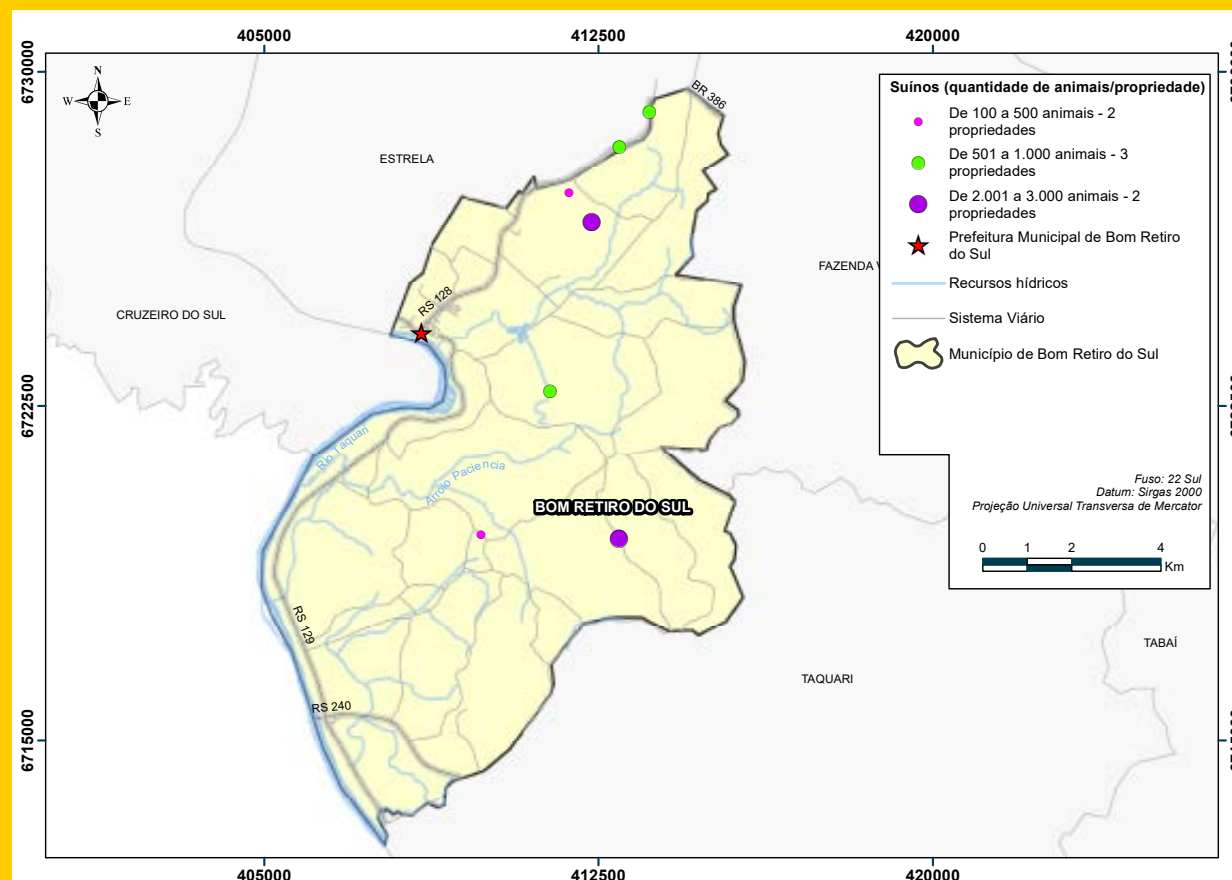 405000
412500
420000
6730000
N
W
E
S
BR 386
ESTRELA
Suínos (quantidade de animais/propriedade)
De 100 a 500 animais - 2
propriedades
De 501 a 1.000 animais - 3
propriedades
De 2.001 a 3.000 animais - 2
propriedades
Prefeitura Municipal de Bom Retiro
do Sul
Recursos hídricos
Sistema Viário
Município de Bom Retiro do Sul
FAZENDA
RS 128
CRUZEIRO DO SUL
6722500
Rio Taquari
Arroio Paciencia
BOM RETIRO DO SUL
Fuso: 22 Sul
Datum: Sirgas 2000
Projeção Universal Transversa de Mercator
0 1 2 4
Km
RS 129
TABAÍ
TAQUARI
RS 240
6715000
405000
412500
420000